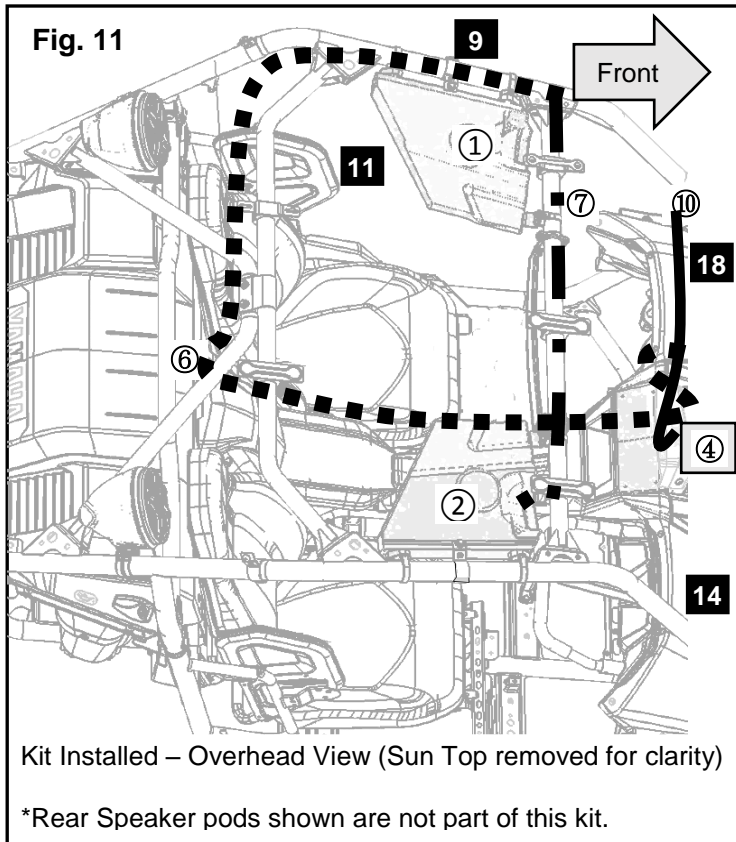 Fig. 11
9
Front
①
11
⑦
⑩
18
⑥
④
②
14
YAMAHA
Kit Installed – Overhead View (Sun Top removed for clarity)
*Rear Speaker pods shown are not part of this kit.